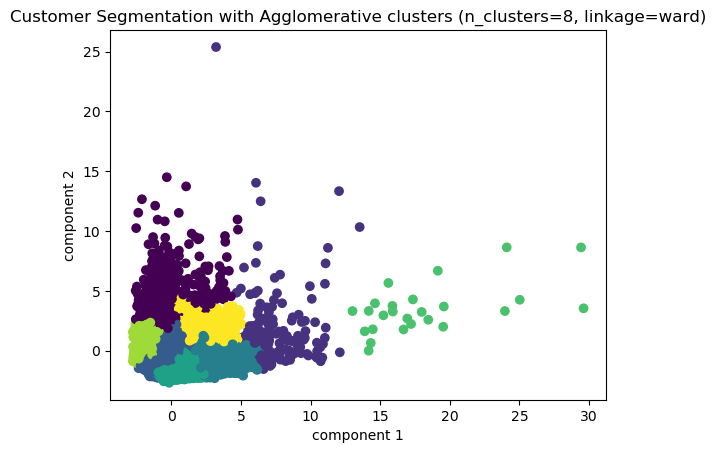 Customer Segmentation with Agglomerative clusters (n_clusters=8, linkage=ward)
25
20
15
10
5
0
component 2
0 5 10 15 20 25 30
component 1